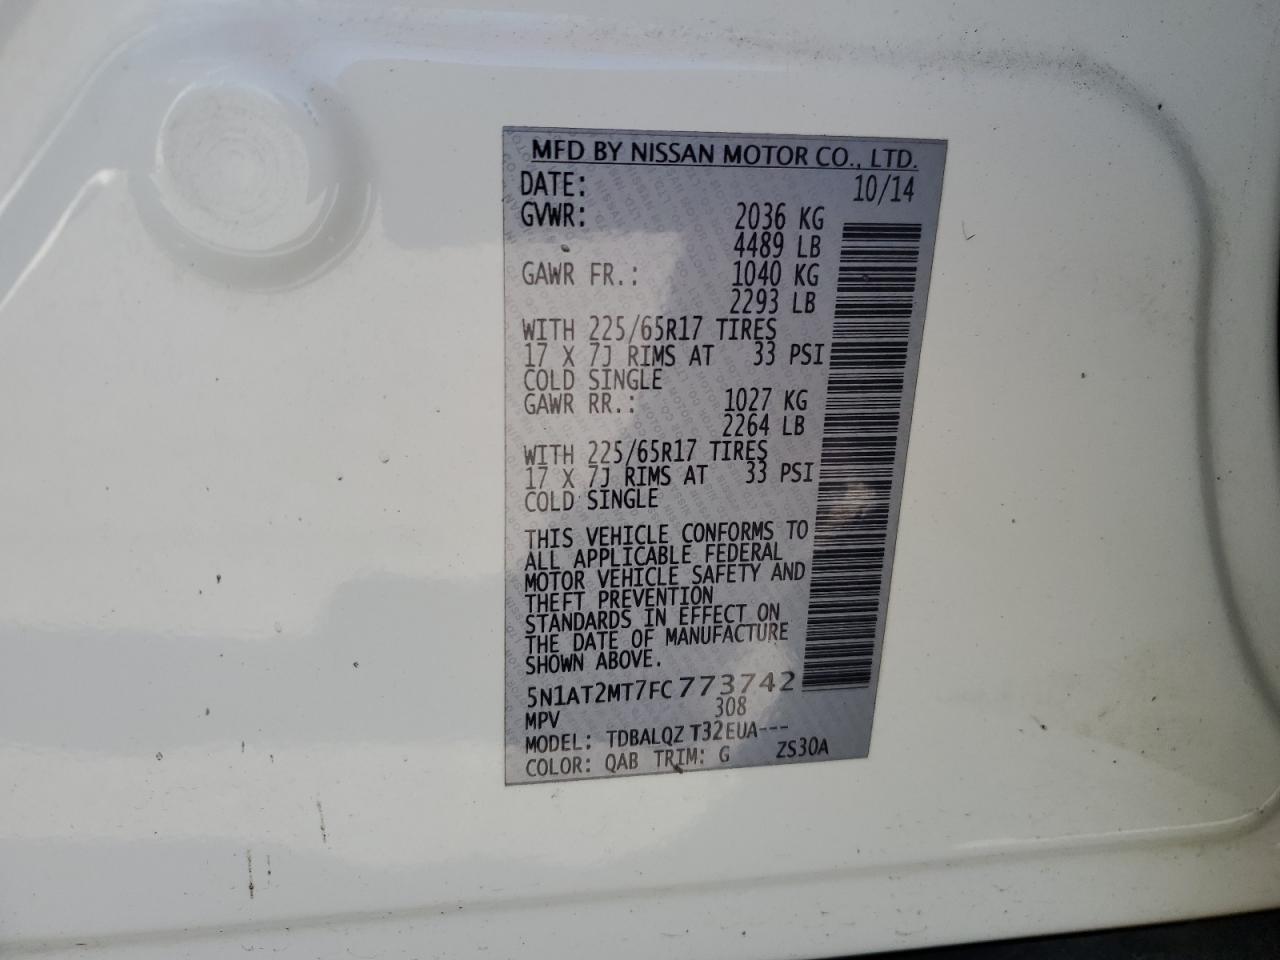 MFD BY NISSAN MOTOR CO., LTD.
DATE: 10/14
GVWR: 2036 KG
4489 LB
GAWR FR.: 1040 KG
2293 LB
WITH 225/65R17 TIRES
17 X 7J RIMS AT 33 PSI
COLD SINGLE
GAWR RR.: 1027 KG
2264 LB
WITH 225/65R17 TIRES
17 X 7J RIMS AT 33 PSI
COLD SINGLE
THIS VEHICLE CONFORMS TO
ALL APPLICABLE FEDERAL
MOTOR VEHICLE SAFETY AND
THEFT PREVENTION
STANDARDS IN EFFECT ON
THE DATE OF MANUFACTURE
SHOWN ABOVE.
5N1AT2MT7FC773742
MPV 308
MODEL: TDBALQZ T32EUA---
COLOR: QAB TRIM: G ZS30A